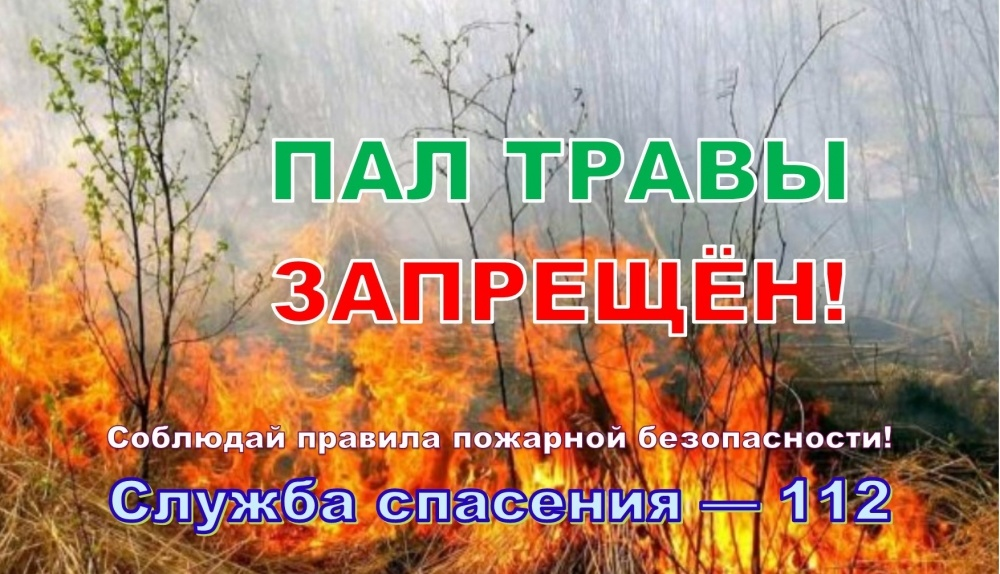 ПАЛ ТРАВЫ
ЗАПРЕЩЁН!
Соблюдай правила пожарной безопасности!
Служба спасения — 112